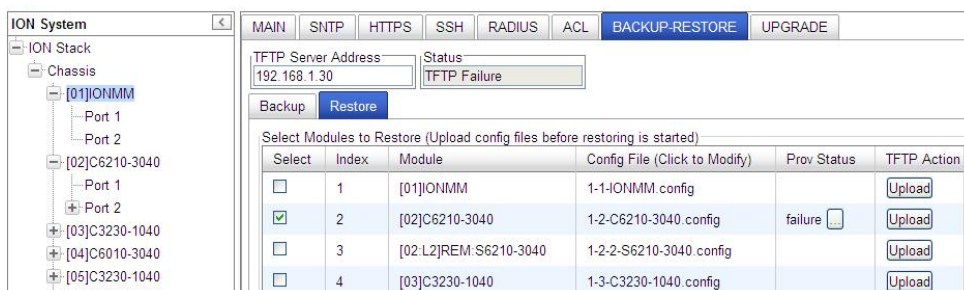 ION System
ION Stack
Chassis
[01]IONMM
Port 1
Port 2
[02]C6210-3040
Port 1
Port 2
[03]C3230-1040
[04]C6010-3040
[05]C3230-1040
MAIN SNTP HTTPS SSH RADIUS ACL BACKUP-RESTORE UPGRADE
TFTP Server Address Status
192.168.1.30 TFTP Failure
Backup Restore
Select Modules to Restore (Upload config files before restoring is started)
Select Index Module Config File (Click to Modify) Prov Status TFTP Action
1 [01]IONMM 1-1-IONMM.config Upload
2 [02]C6210-3040 1-2-C6210-3040.config failure ... Upload
3 [02:L2]REM:S6210-3040 1-2-2-S6210-3040.config Upload
4 [03]C3230-1040 1-3-C3230-1040.config Upload